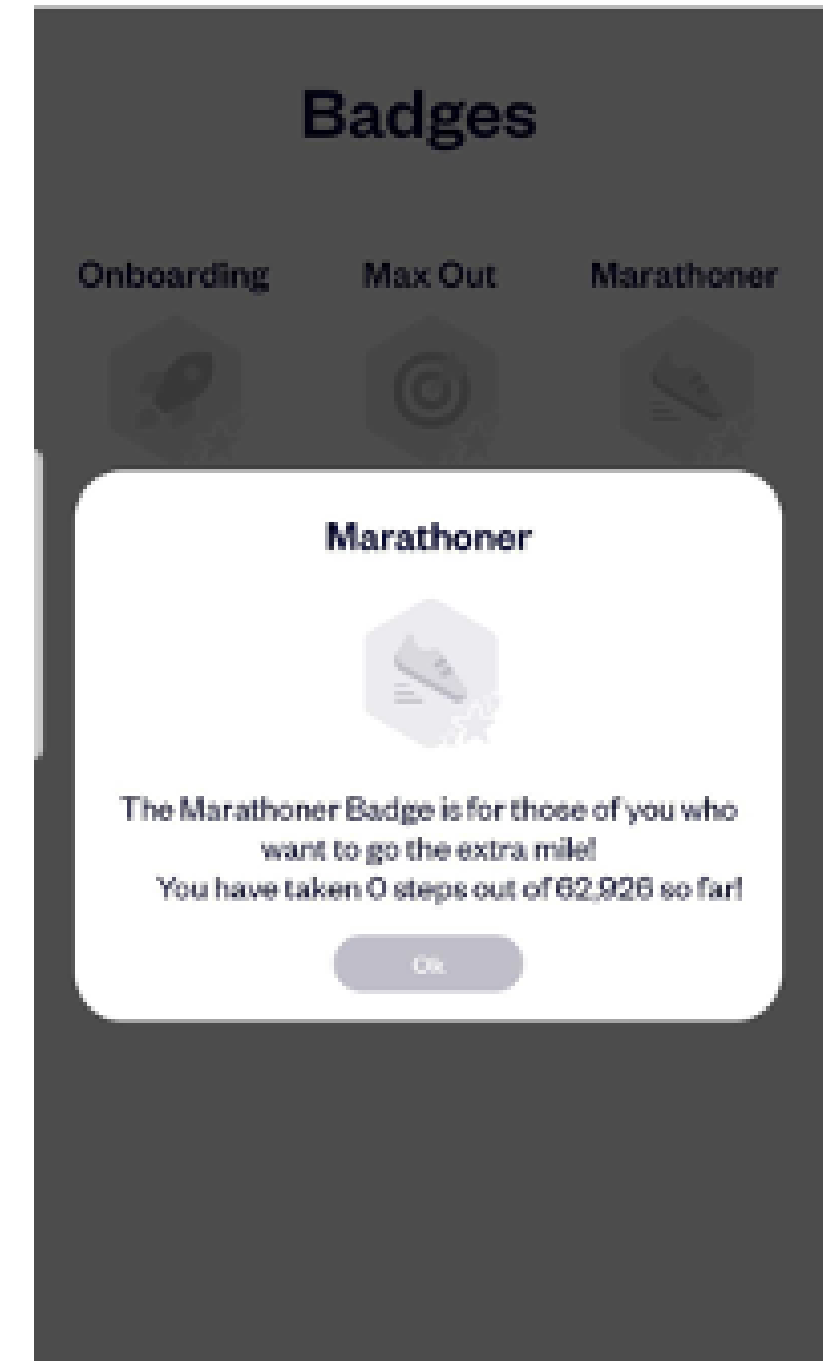 Badges
Onboarding Max Out Marathoner
Marathoner
The Marathoner Badge is for those of you who
want to go the extra mile!
You have taken 0 steps out of 62,926 so far!
Ok